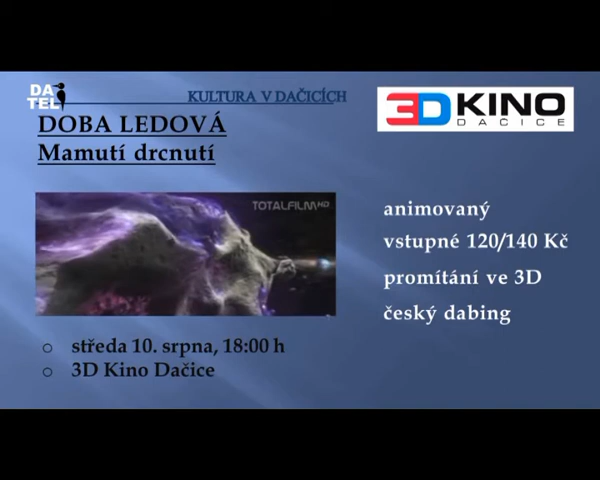 DA
TEL
KULTURA V DAČICÍCH
3D KINO
DACICE
DOBA LEDOVÁ
Mamutí drcnutí
TOTALFILM HD
animovaný
vstupné 120/140 Kč
promítání ve 3D
český dabing
středa 10. srpna, 18:00 h
3D Kino Dačice